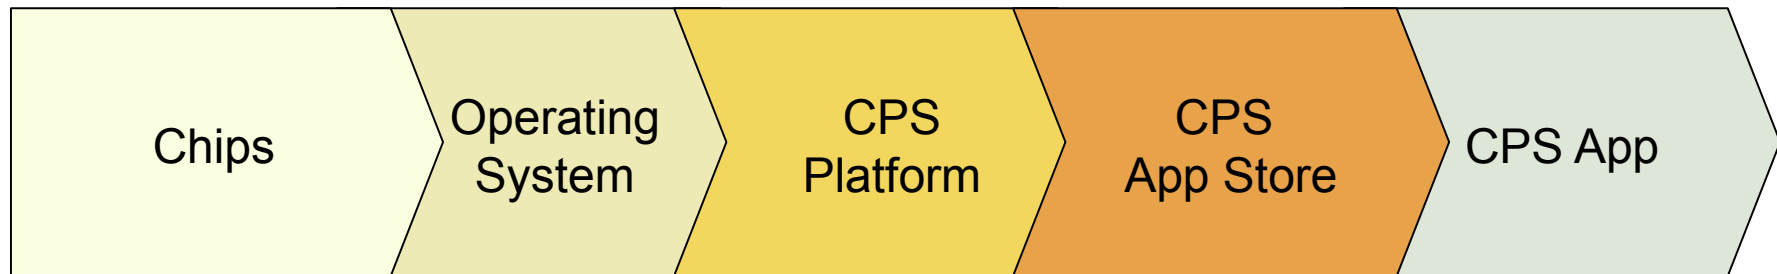 Chips
Operating
System
CPS
Platform
CPS
App Store
CPS App